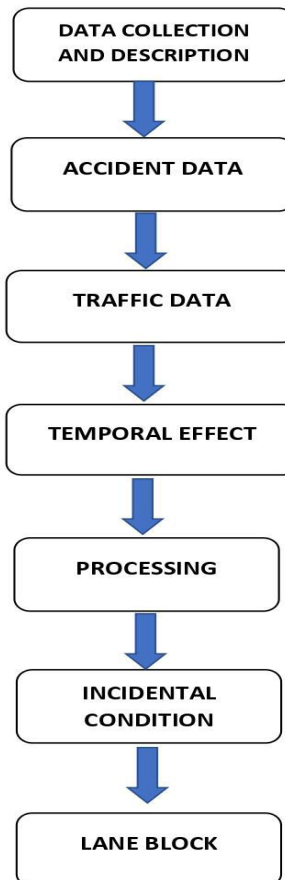 DATA COLLECTION
AND DESCRIPTION
ACCIDENT DATA
TRAFFIC DATA
TEMPORAL EFFECT
PROCESSING
INCIDENTAL
CONDITION
LANE BLOCK